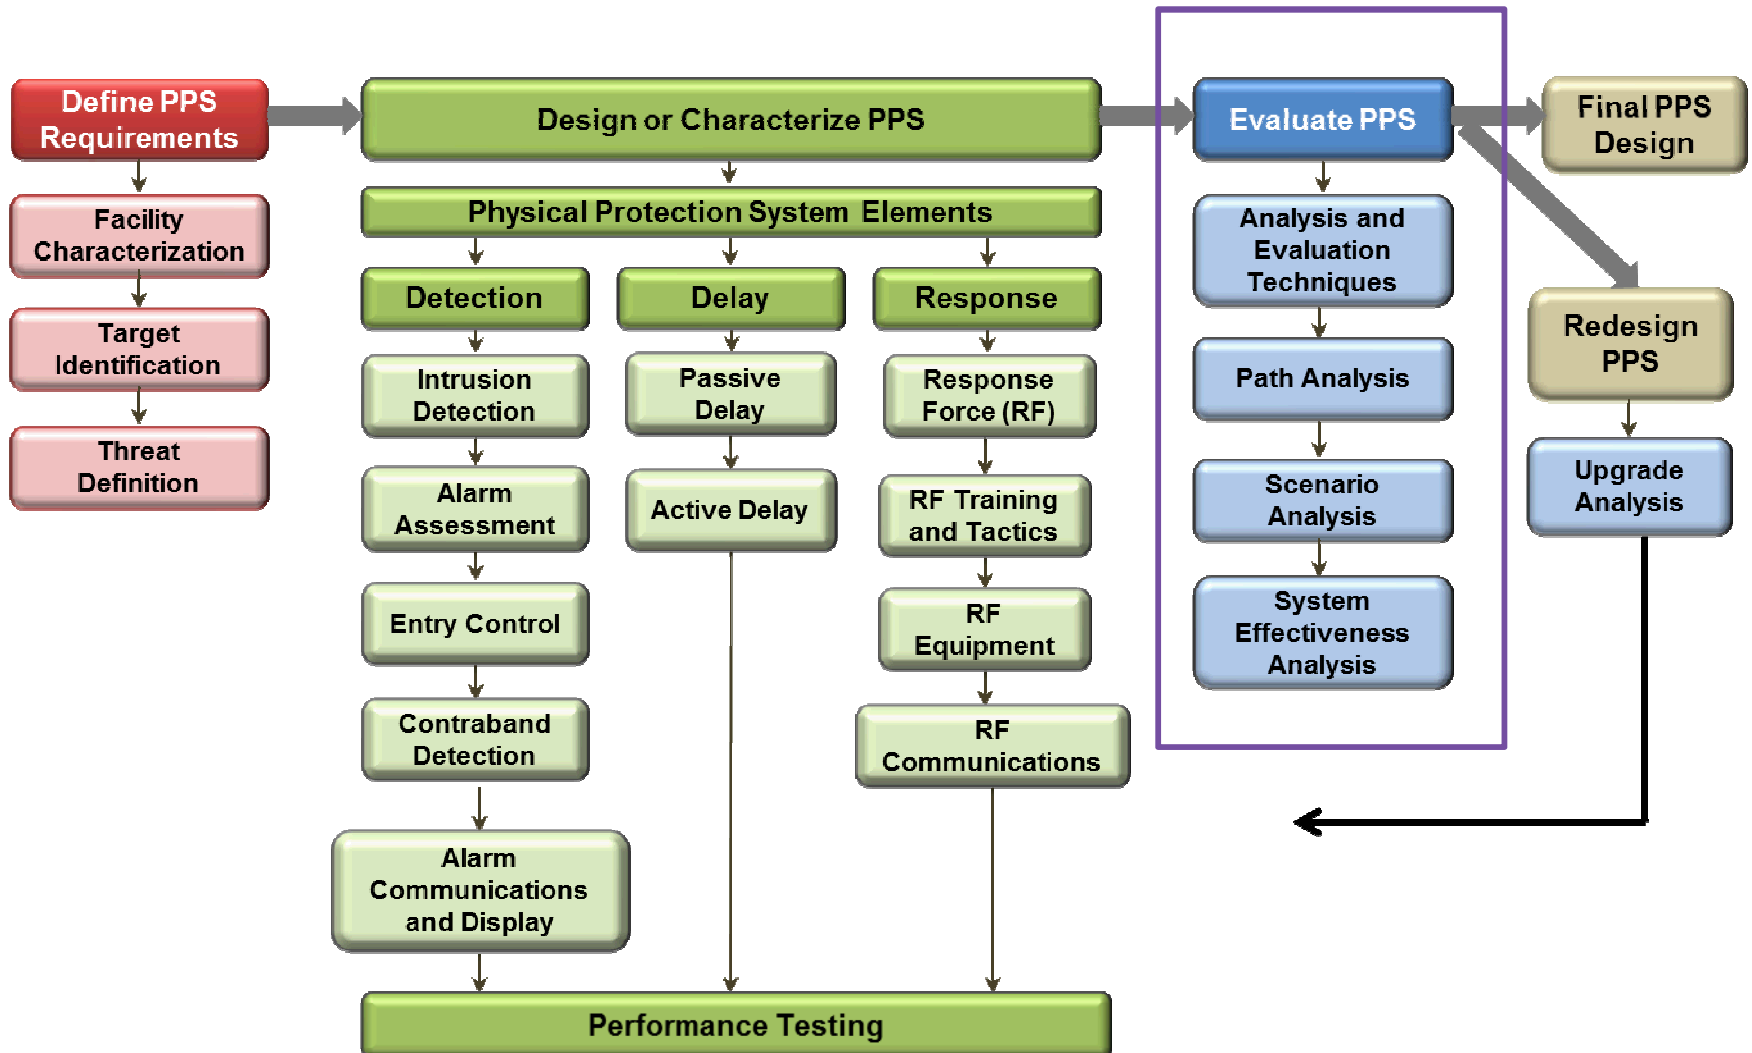 Define PPS
Requirements
Facility
Characterization
Target
Identification
Threat
Definition
Design or Characterize PPS
Physical Protection System Elements
Detection
Intrusion
Detection
Alarm
Assessment
Entry Control
Contraband
Detection
Alarm
Communications
and Display
Delay
Passive
Delay
Active Delay
Response
Response
Force (RF)
RF Training
and Tactics
RF
Equipment
RF
Communications
Performance Testing
Evaluate PPS
Analysis and
Evaluation
Techniques
Path Analysis
Scenario
Analysis
System
Effectiveness
Analysis
Final PPS
Design
Redesign
PPS
Upgrade
Analysis